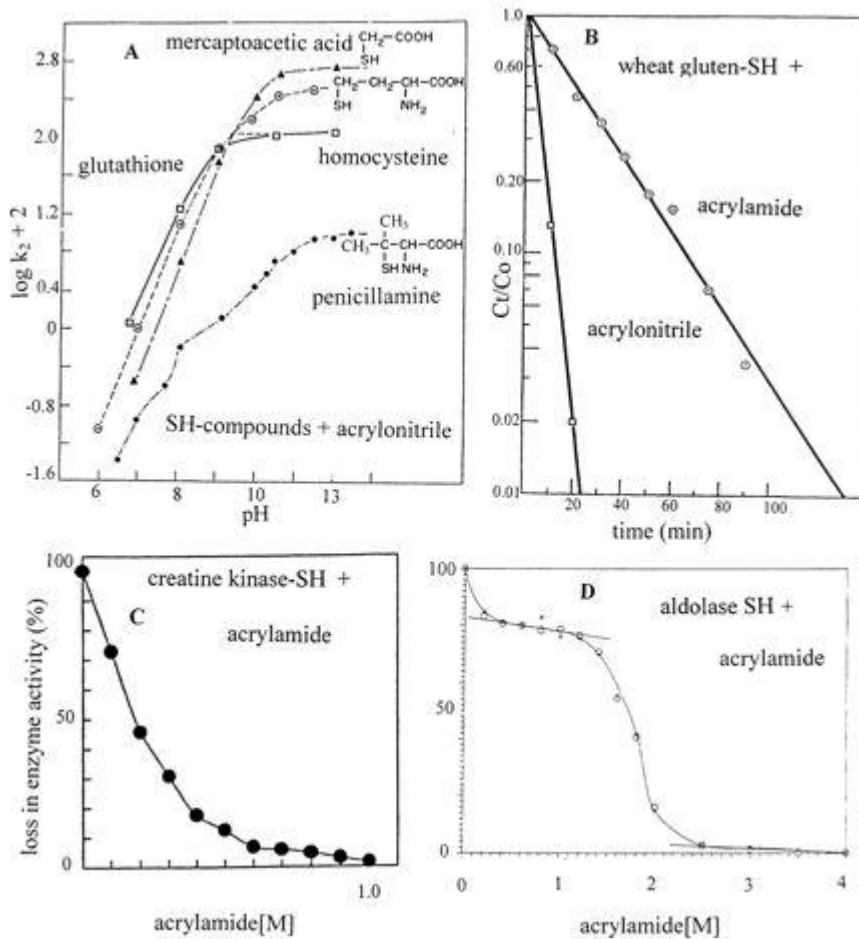 A
mercaptoacetic acid
CH₂—COOH
SH
CH₂-CH₂-CH-COOH
SH NH₂
glutathione
homocysteine
CH₃
CH₃—C—CH—COOH
SH NH₂
penicillamine
SH-compounds + acrylonitrile
log k₂ + 2
2.8
2.0
1.2
0.4
0
-0.8
-1.6
6 8 10 13
pH
B
wheat gluten-SH +
acrylamide
acrylonitrile
Ct/Co
1.0
0.60
0.20
0.10
0.02
0.01
20 40 60 80 100
time (min)
C
creatine kinase-SH +
acrylamide
loss in enzyme activity (%)
100
50
0
1.0
acrylamide[M]
D
aldolase SH +
acrylamide
100
50
0
0 1 2 3 4
acrylamide[M]